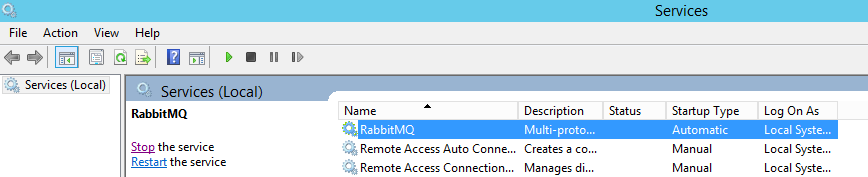 Services
File Action View Help
Services (Local)
Services (Local)
RabbitMQ
Stop the service
Restart the service
Name Description Status Startup Type Log On As
RabbitMQ Multi-proto... Automatic Local Syste...
Remote Access Auto Conne... Creates a co... Manual Local Syste...
Remote Access Connection... Manages di... Manual Local Syste...